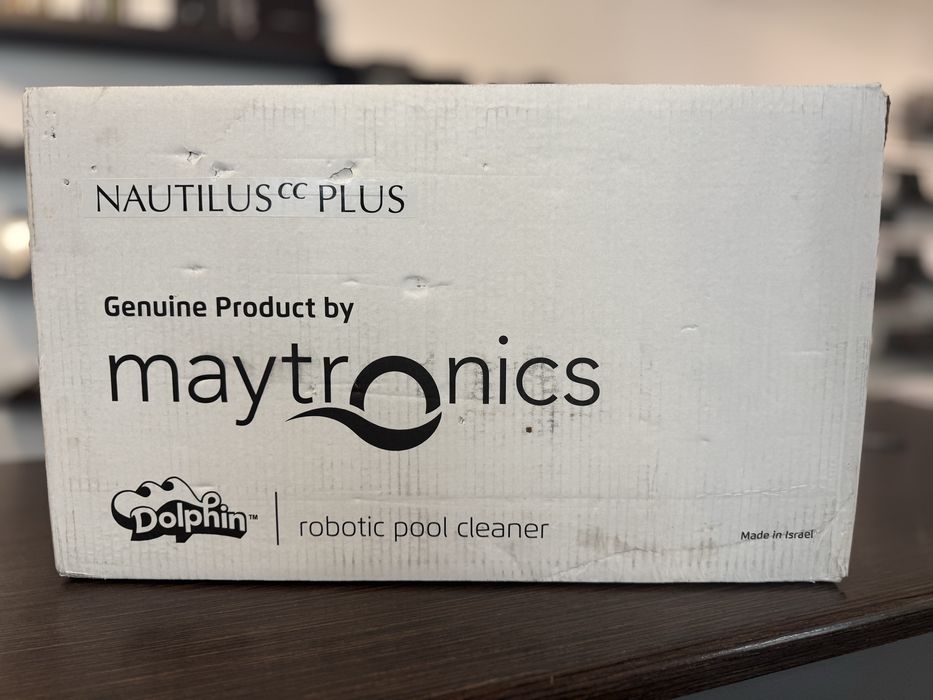 NAUTILUS CC PLUS
Genuine Product by
maytronics
Dolphin™ | robotic pool cleaner
Made in Israel